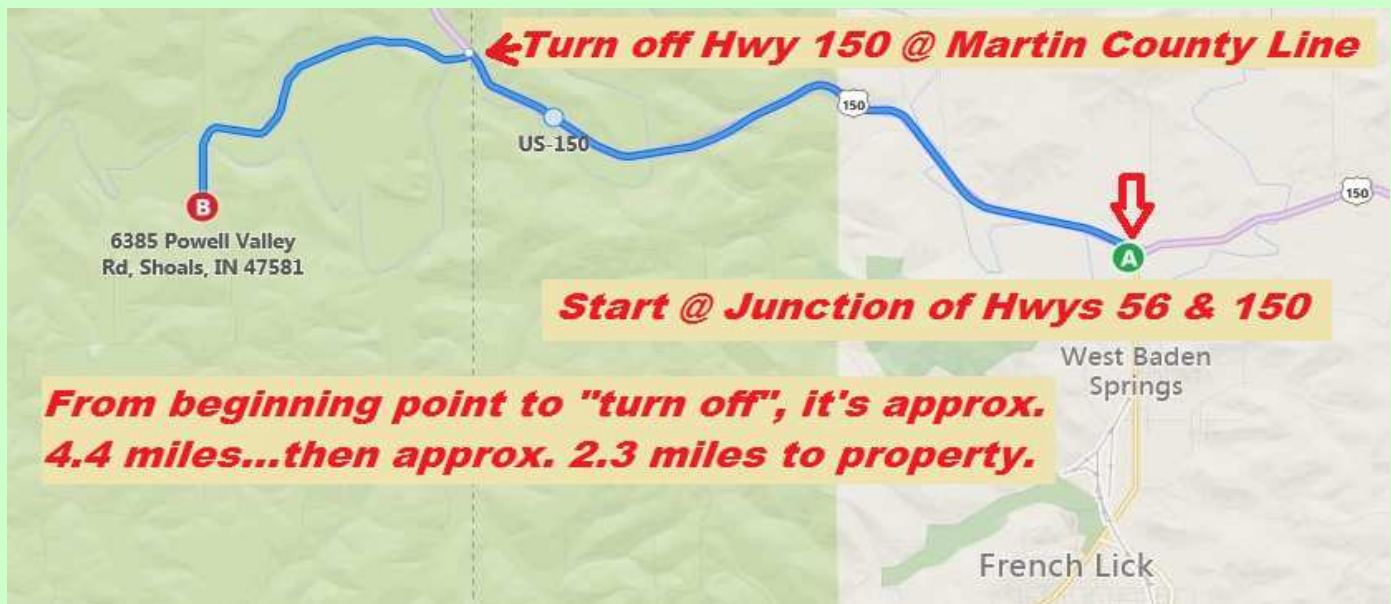 Turn off Hwy 150 @ Martin County Line
150
US-150
150
B
6385 Powell Valley
Rd, Shoals, IN 47581
A
Start @ Junction of Hwys 56 & 150
West Baden
Springs
From beginning point to "turn off", it's approx.
4.4 miles...then approx. 2.3 miles to property.
French Lick